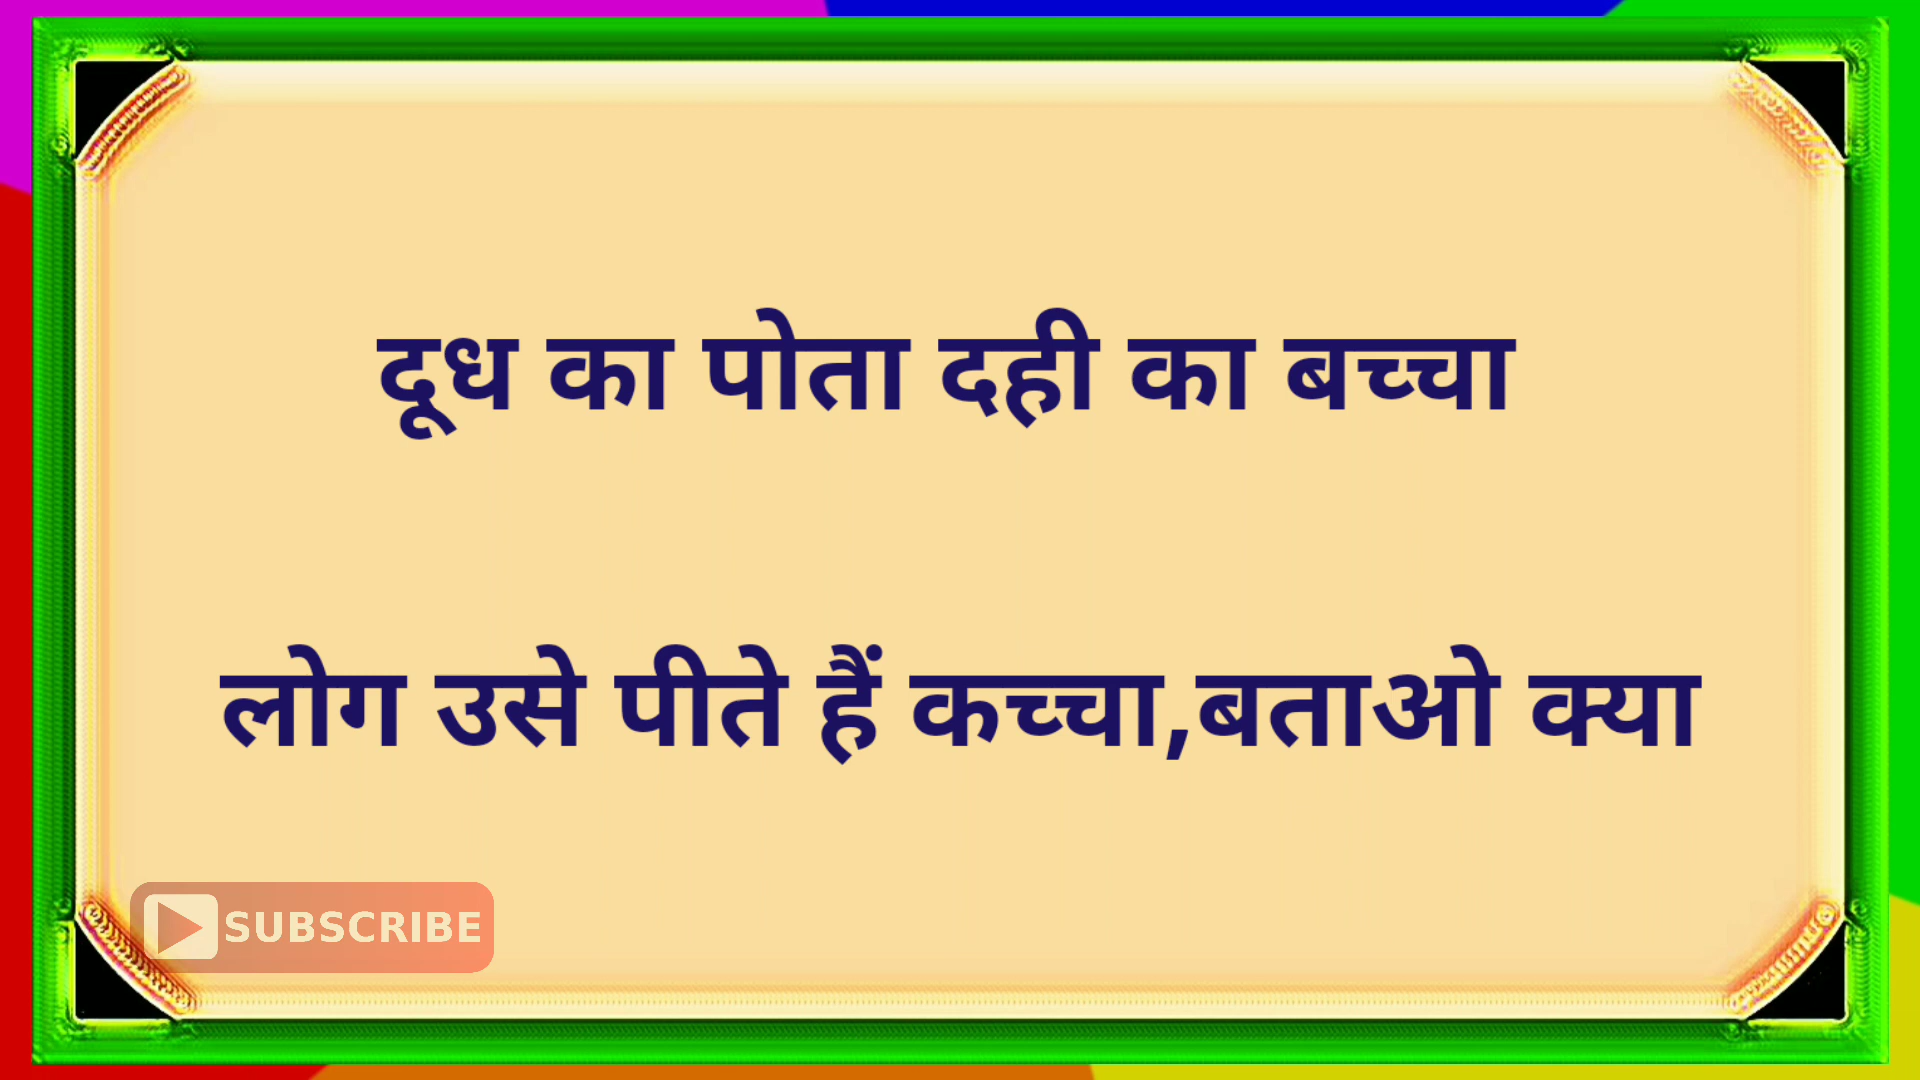 दूध का पोता दही का बच्चा
लोग उसे पीते हैं कच्चा,बताओ क्या
SUBSCRIBE